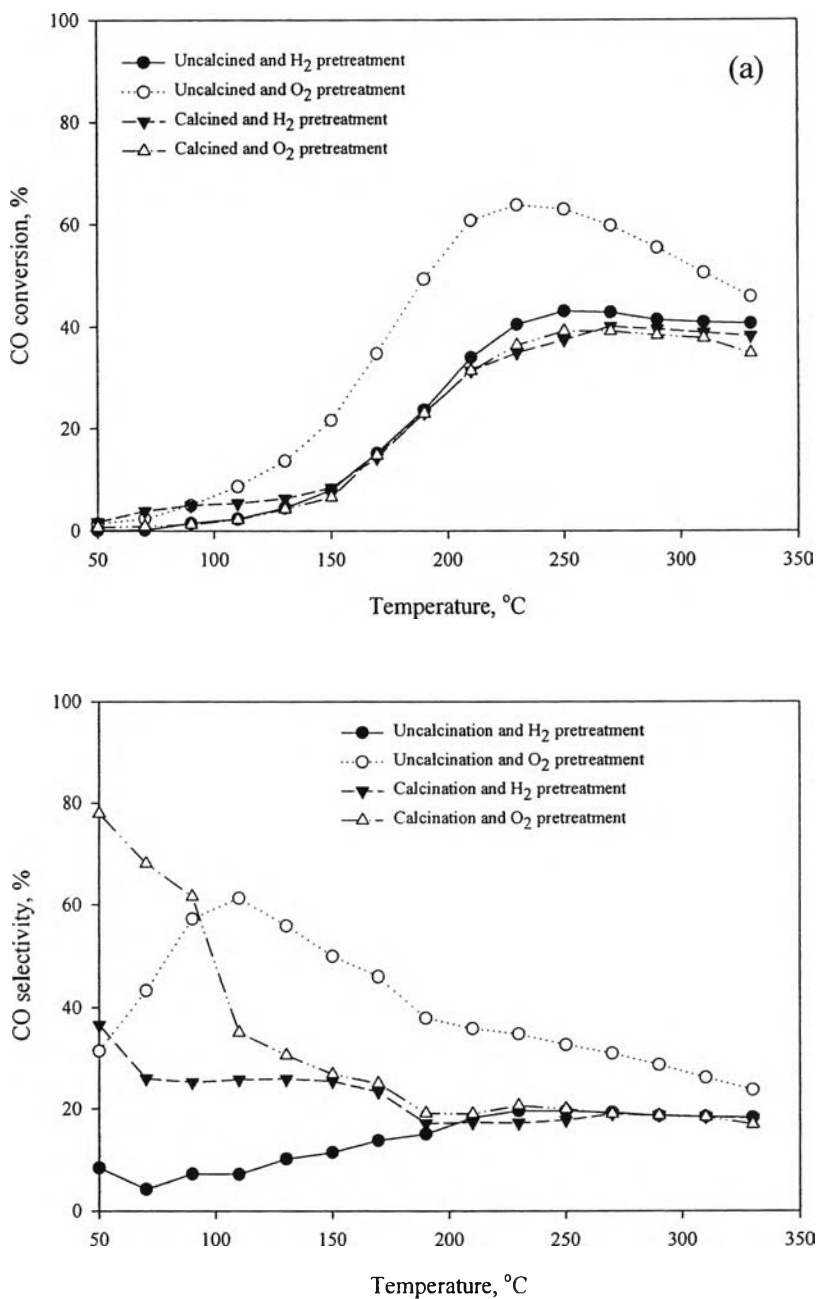 100
80
60
40
20
0
CO conversion, %
Uncalcined and H2 pretreatment
Uncalcined and O2 pretreatment
Calcined and H2 pretreatment
Calcined and O2 pretreatment
(a)
50 100 150 200 250 300 350
Temperature, °C
100
80
60
40
20
0
CO selectivity, %
Uncalcination and H2 pretreatment
Uncalcination and O2 pretreatment
Calcination and H2 pretreatment
Calcination and O2 pretreatment
50 100 150 200 250 300 350
Temperature, °C